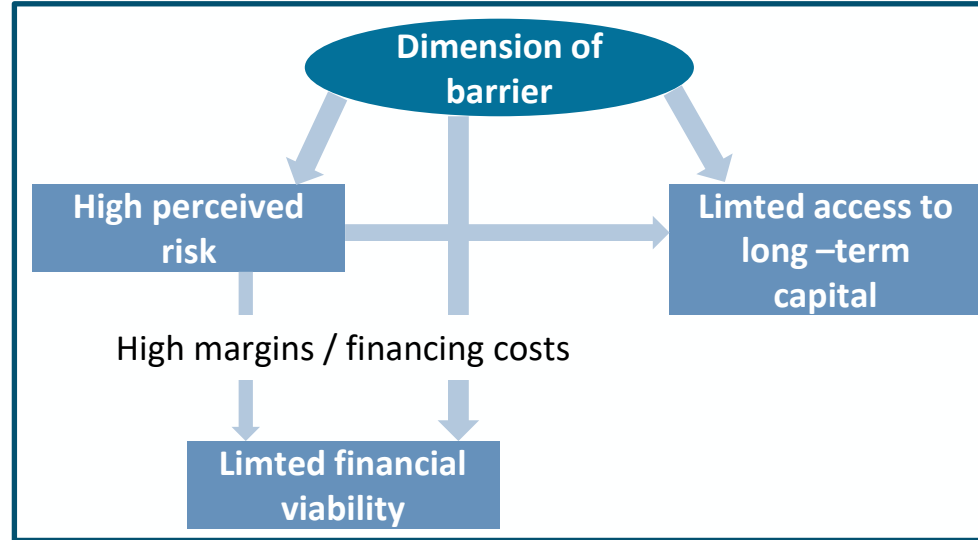 Dimension of
barrier
High perceived
risk
Limted access to
long –term
capital
High margins / financing costs
Limted financial
viability